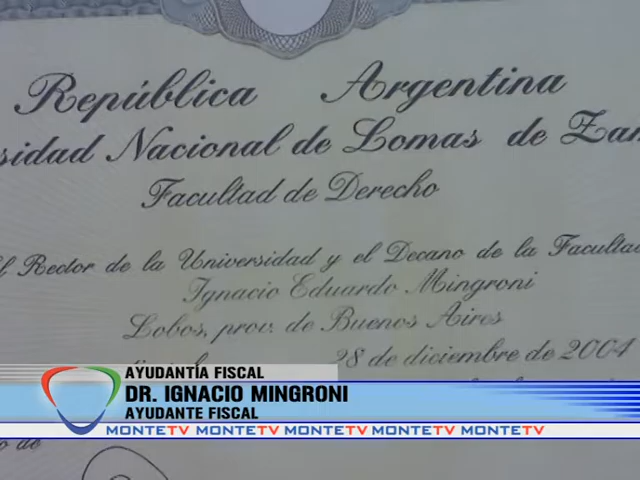 República Argentina
sidad Nacional de Lomas de Zam
Facultad de Derecho
el Rector de la Universidad y el Decano de la Facultad
Ignacio Eduardo Mingroni
Lobos, prov. de Buenos Aires
28 de diciembre de 2004
AYUDANTÍA FISCAL
DR. IGNACIO MINGRONI
AYUDANTE FISCAL
MONTETV MONTETV MONTETV MONTETV MONTETV
de